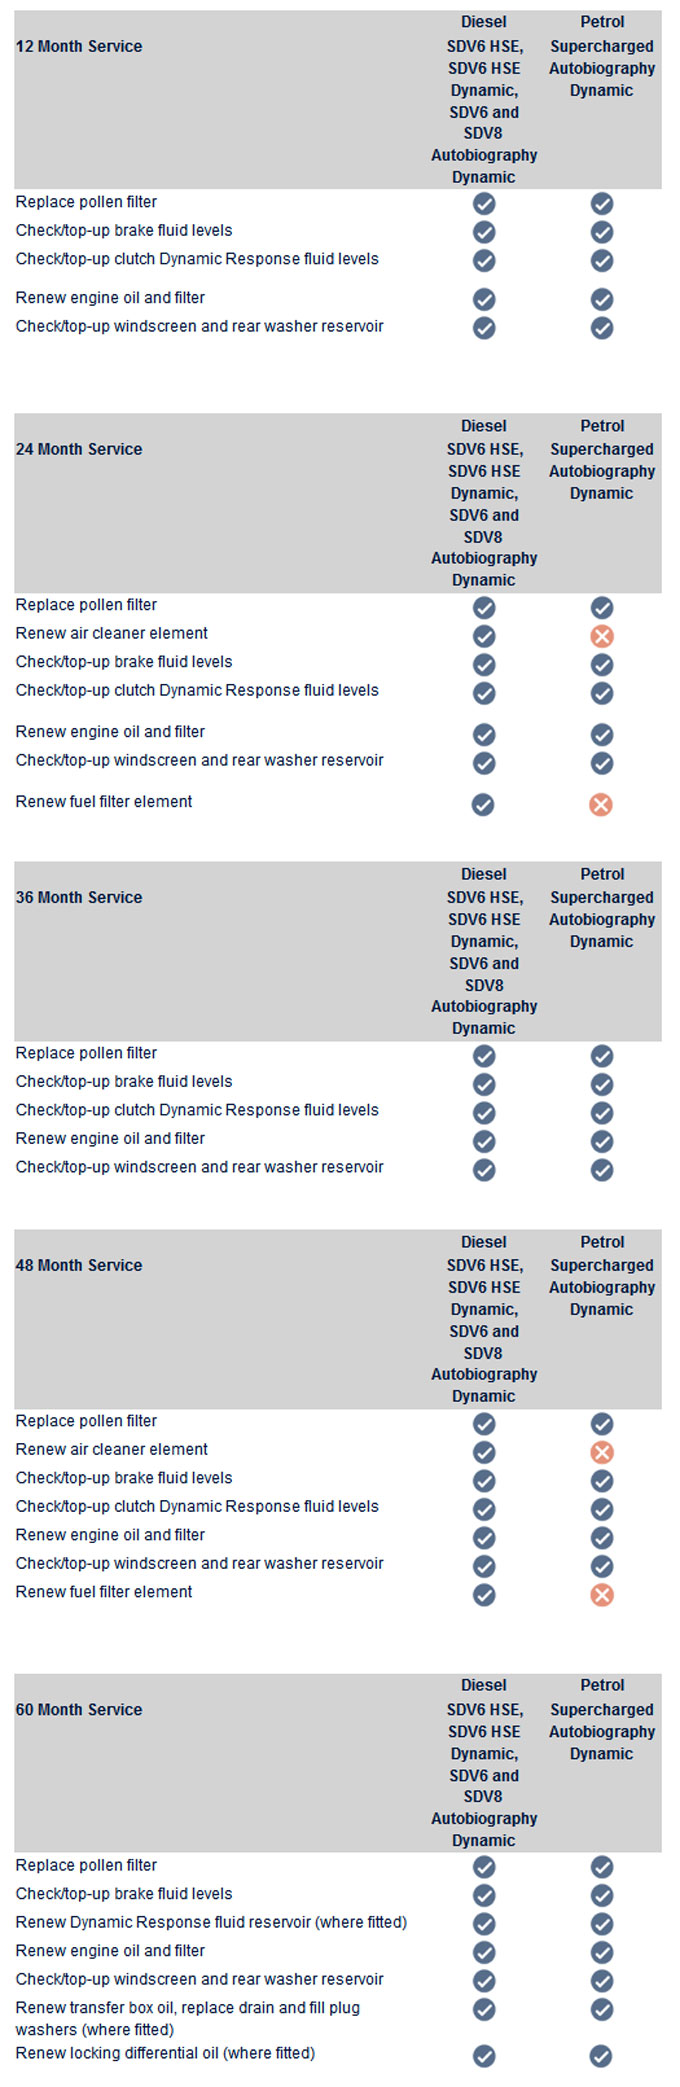 Diesel Petrol
12 Month Service SDV6 HSE, Supercharged
SDV6 HSE Autobiography
Dynamic, Dynamic
SDV6 and
SDV8
Autobiography
Dynamic
Replace pollen filter
Check/top-up brake fluid levels
Check/top-up clutch Dynamic Response fluid levels
Renew engine oil and filter
Check/top-up windscreen and rear washer reservoir
Diesel Petrol
24 Month Service SDV6 HSE, Supercharged
SDV6 HSE Autobiography
Dynamic, Dynamic
SDV6 and
SDV8
Autobiography
Dynamic
Replace pollen filter
Renew air cleaner element
Check/top-up brake fluid levels
Check/top-up clutch Dynamic Response fluid levels
Renew engine oil and filter
Check/top-up windscreen and rear washer reservoir
Renew fuel filter element
Diesel Petrol
36 Month Service SDV6 HSE, Supercharged
SDV6 HSE Autobiography
Dynamic, Dynamic
SDV6 and
SDV8
Autobiography
Dynamic
Replace pollen filter
Check/top-up brake fluid levels
Check/top-up clutch Dynamic Response fluid levels
Renew engine oil and filter
Check/top-up windscreen and rear washer reservoir
Diesel Petrol
48 Month Service SDV6 HSE, Supercharged
SDV6 HSE Autobiography
Dynamic, Dynamic
SDV6 and
SDV8
Autobiography
Dynamic
Replace pollen filter
Renew air cleaner element
Check/top-up brake fluid levels
Check/top-up clutch Dynamic Response fluid levels
Renew engine oil and filter
Check/top-up windscreen and rear washer reservoir
Renew fuel filter element
Diesel Petrol
60 Month Service SDV6 HSE, Supercharged
SDV6 HSE Autobiography
Dynamic, Dynamic
SDV6 and
SDV8
Autobiography
Dynamic
Replace pollen filter
Check/top-up brake fluid levels
Renew Dynamic Response fluid reservoir (where fitted)
Renew engine oil and filter
Check/top-up windscreen and rear washer reservoir
Renew transfer box oil, replace drain and fill plug
washers (where fitted)
Renew locking differential oil (where fitted)